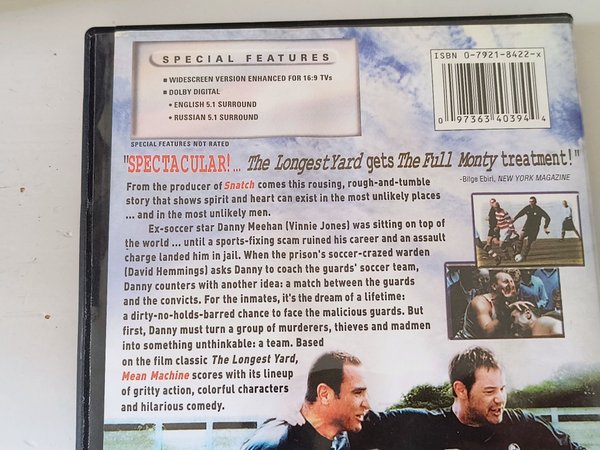 SPECIAL FEATURES
■ WIDESCREEN VERSION ENHANCED FOR 16:9 TVs
■ DOLBY DIGITAL
• ENGLISH 5.1 SURROUND
• RUSSIAN 5.1 SURROUND
SPECIAL FEATURES NOT RATED
ISBN 0-7921-8422-x
0 97363 40394 4
"SPECTACULAR!... The Longest Yard gets The Full Monty treatment!"
-Bilge Ebiri, NEW YORK MAGAZINE
From the producer of Snatch comes this rousing, rough-and-tumble
story that shows spirit and heart can exist in the most unlikely places
... and in the most unlikely men.
Ex-soccer star Danny Meehan (Vinnie Jones) was sitting on top of
the world ... until a sports-fixing scam ruined his career and an assault
charge landed him in jail. When the prison's soccer-crazed warden
(David Hemmings) asks Danny to coach the guards' soccer team,
Danny counters with another idea: a match between the guards
and the convicts. For the inmates, it's the dream of a lifetime:
a dirty-no-holds-barred chance to face the malicious guards. But
first, Danny must turn a group of murderers, thieves and madmen
into something unthinkable: a team. Based
on the film classic The Longest Yard,
Mean Machine scores with its lineup
of gritty action, colorful characters
and hilarious comedy.